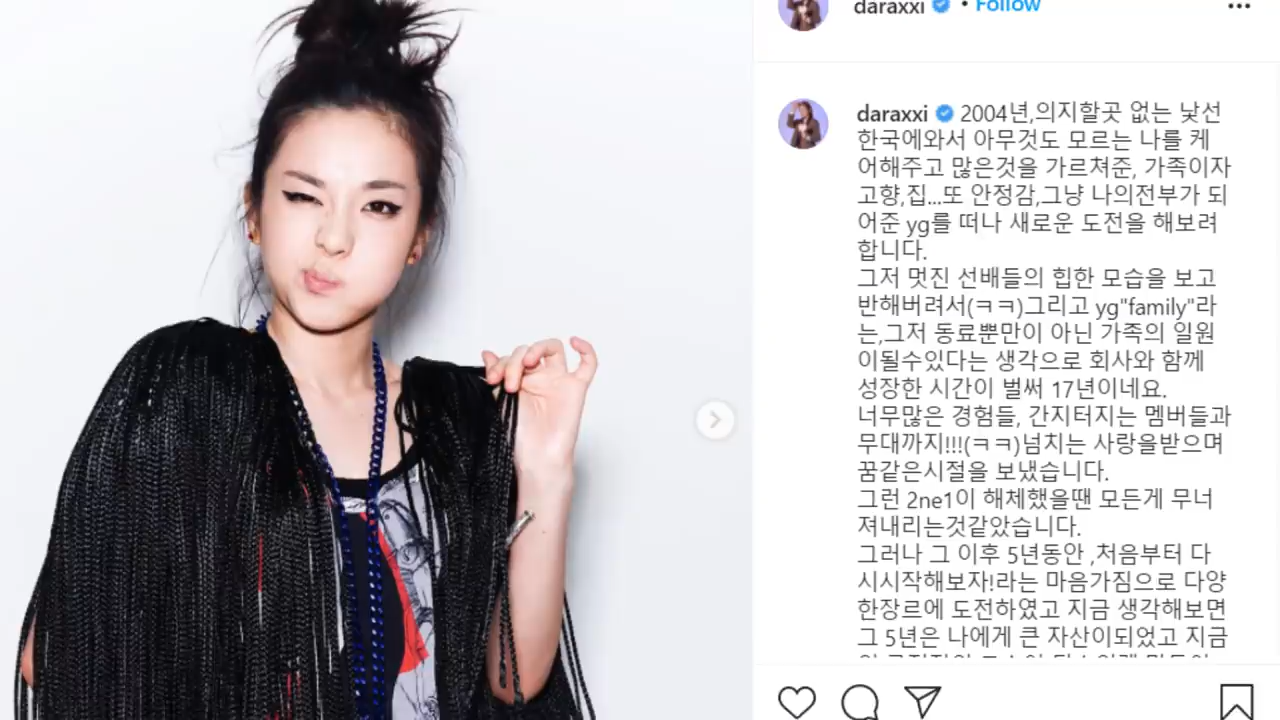 daraxxi • Follow
daraxxi 2004년,의지할곳 없는 낯선
한국에와서 아무것도 모르는 나를 케
어해주고 많은것을 가르쳐준, 가족이자
고향,집...또 안정감,그냥 나의전부가 되
어준 yg를 떠나 새로운 도전을 해보려
합니다.
그저 멋진 선배들의 힙한 모습을 보고
반해버려서(ㅋㅋ)그리고 yg"family"라
는,그저 동료뿐만이 아닌 가족의 일원
이될수있다는 생각으로 회사와 함께
성장한 시간이 벌써 17년이네요.
너무많은 경험들, 간지터지는 멤버들과
무대까지!!!(ㅋㅋ)넘치는 사랑을받으며
꿈같은시절을 보냈습니다.
그런 2ne1이 해체했을땐 모든게 무너
져내리는것같았습니다.
그러나 그 이후 5년동안 ,처음부터 다
시시작해보자!라는 마음가짐으로 다양
한장르에 도전하였고 지금 생각해보면
그 5년은 나에게 큰 자산이되었고 지금